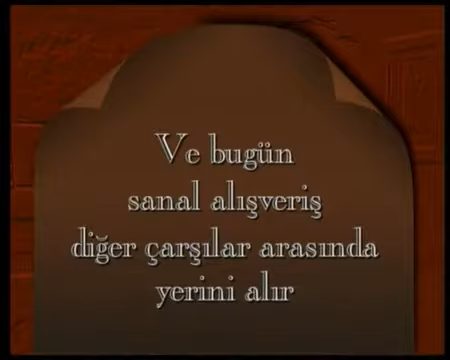 Ve bugün
sanal alışveriş
diğer çarşılar arasında
yerini alır